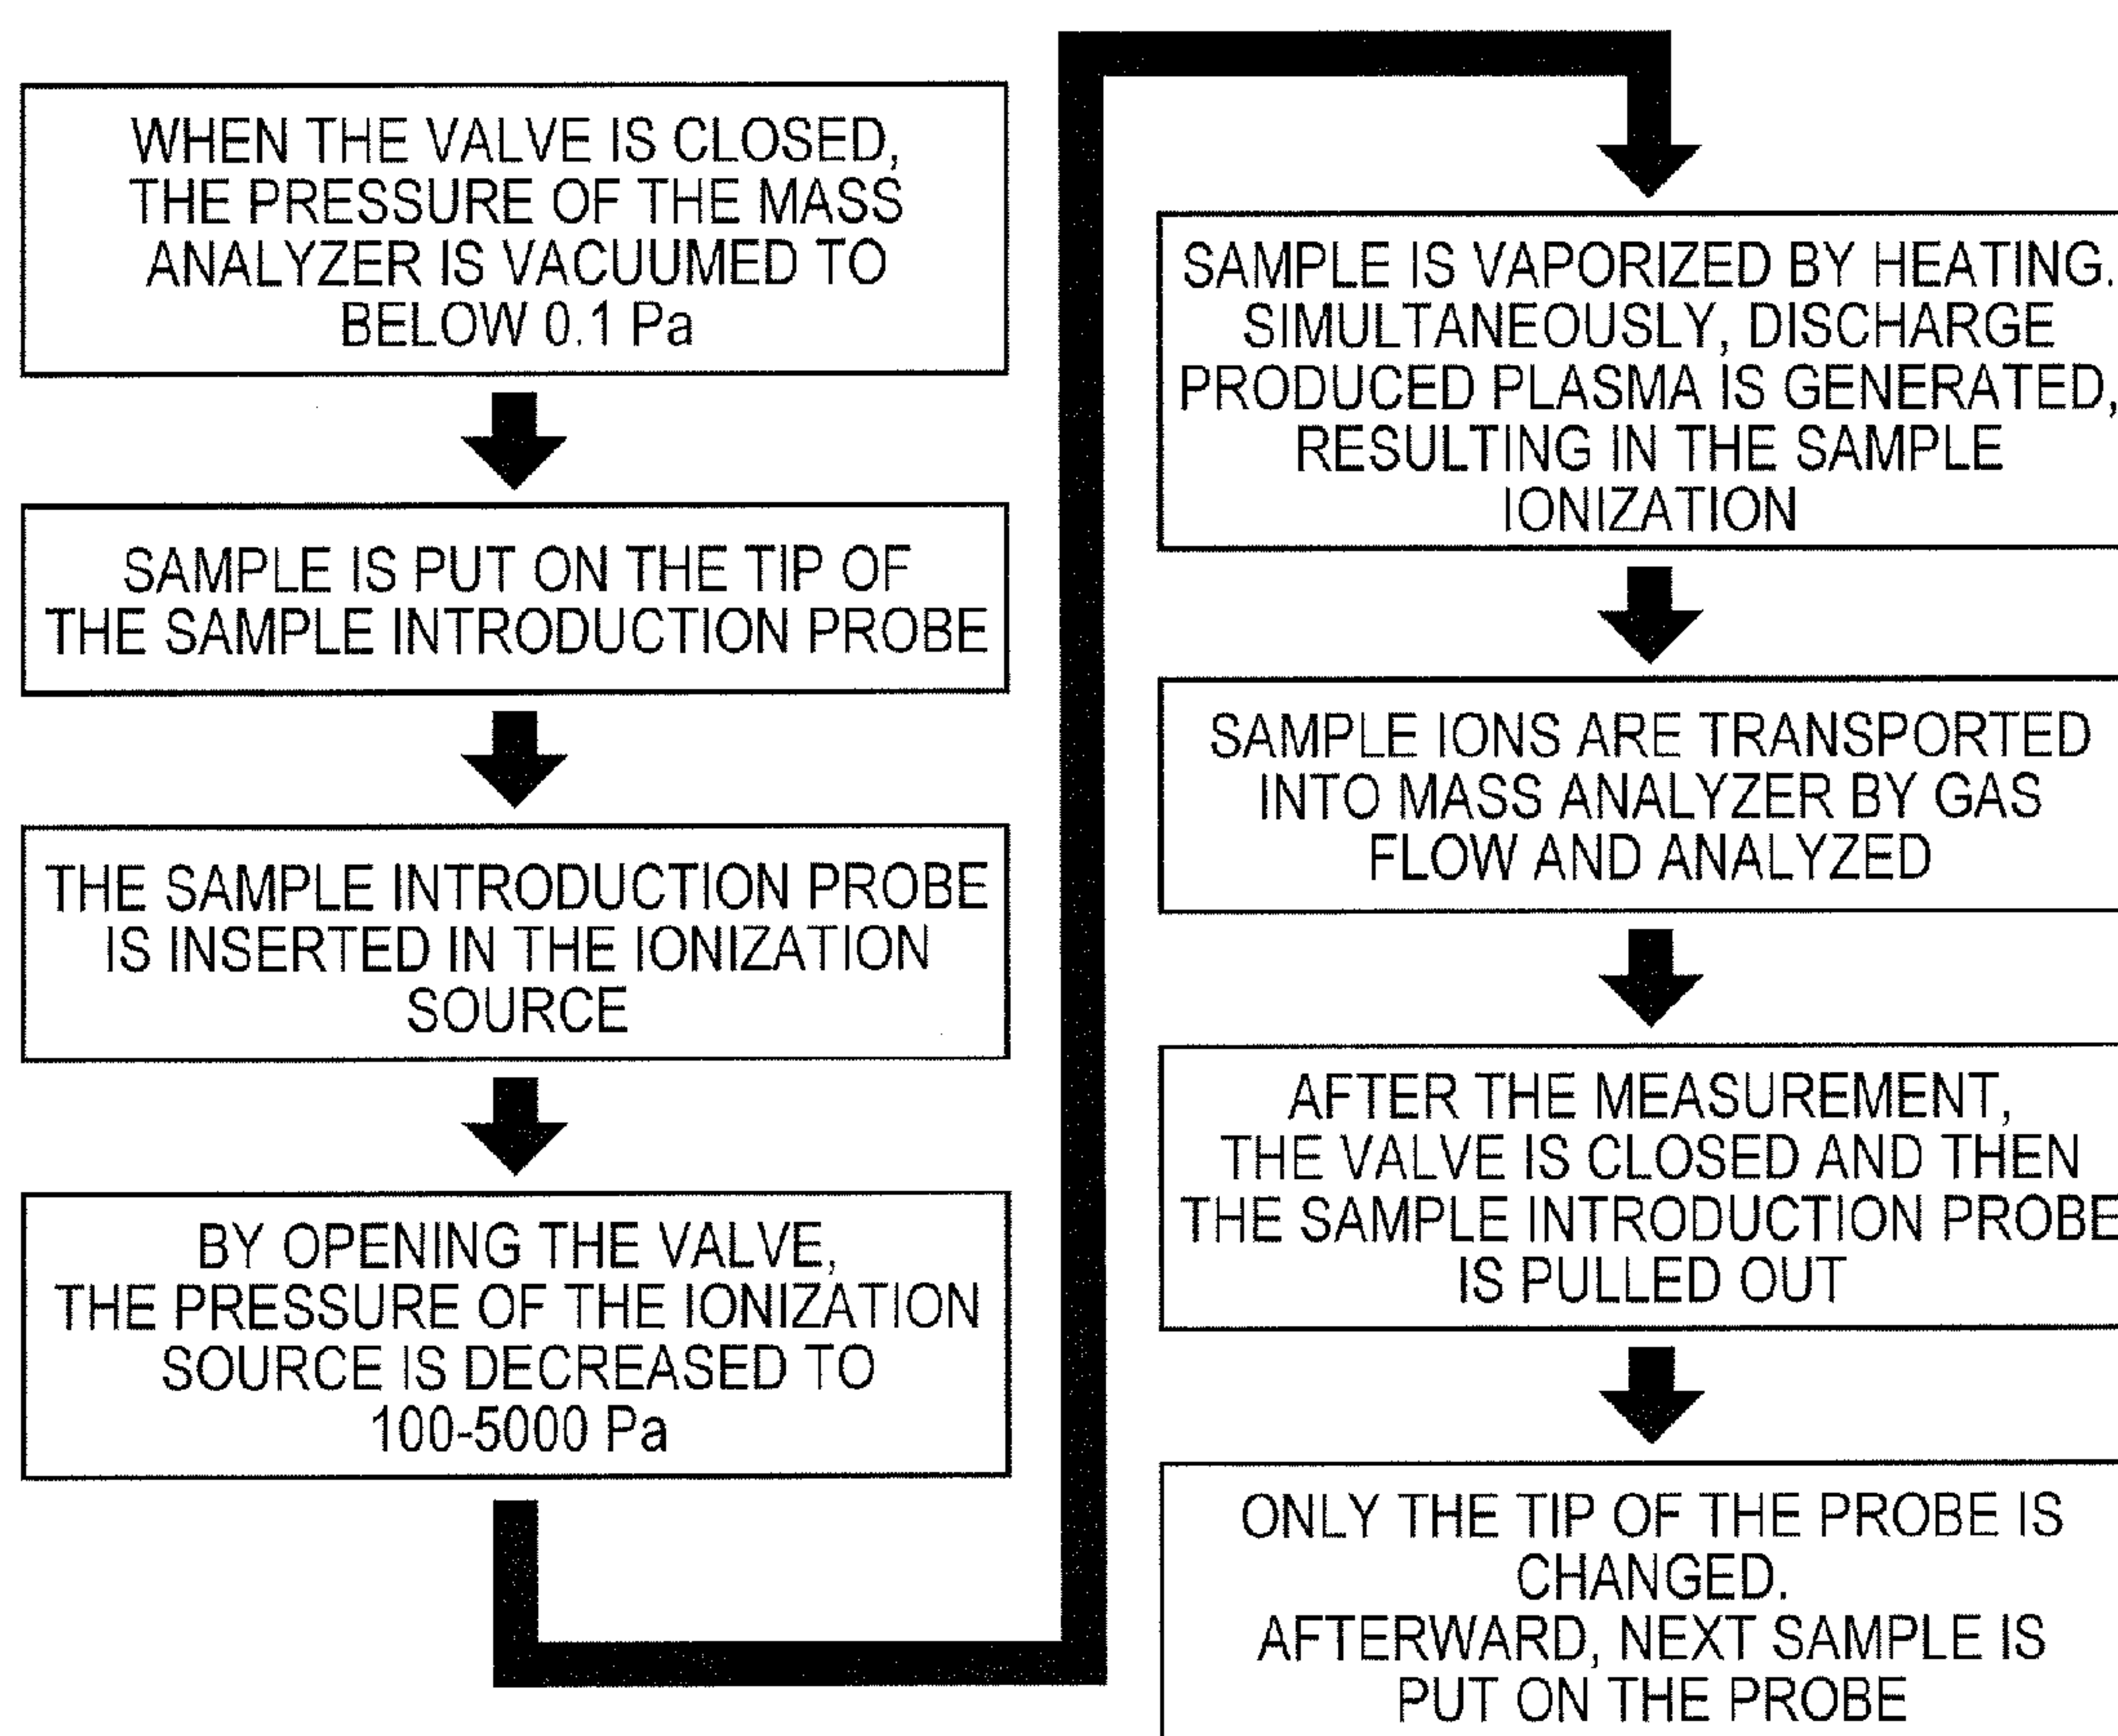 WHEN THE VALVE IS CLOSED,
THE PRESSURE OF THE MASS
ANALYZER IS VACUUMED TO
BELOW 0.1 Pa
SAMPLE IS PUT ON THE TIP OF
THE SAMPLE INTRODUCTION PROBE
THE SAMPLE INTRODUCTION PROBE
IS INSERTED IN THE IONIZATION
SOURCE
BY OPENING THE VALVE,
THE PRESSURE OF THE IONIZATION
SOURCE IS DECREASED TO
100-5000 Pa
SAMPLE IS VAPORIZED BY HEATING.
SIMULTANEOUSLY, DISCHARGE
PRODUCED PLASMA IS GENERATED,
RESULTING IN THE SAMPLE
IONIZATION
SAMPLE IONS ARE TRANSPORTED
INTO MASS ANALYZER BY GAS
FLOW AND ANALYZED
AFTER THE MEASUREMENT,
THE VALVE IS CLOSED AND THEN
THE SAMPLE INTRODUCTION PROBE
IS PULLED OUT
ONLY THE TIP OF THE PROBE IS
CHANGED.
AFTERWARD, NEXT SAMPLE IS
PUT ON THE PROBE